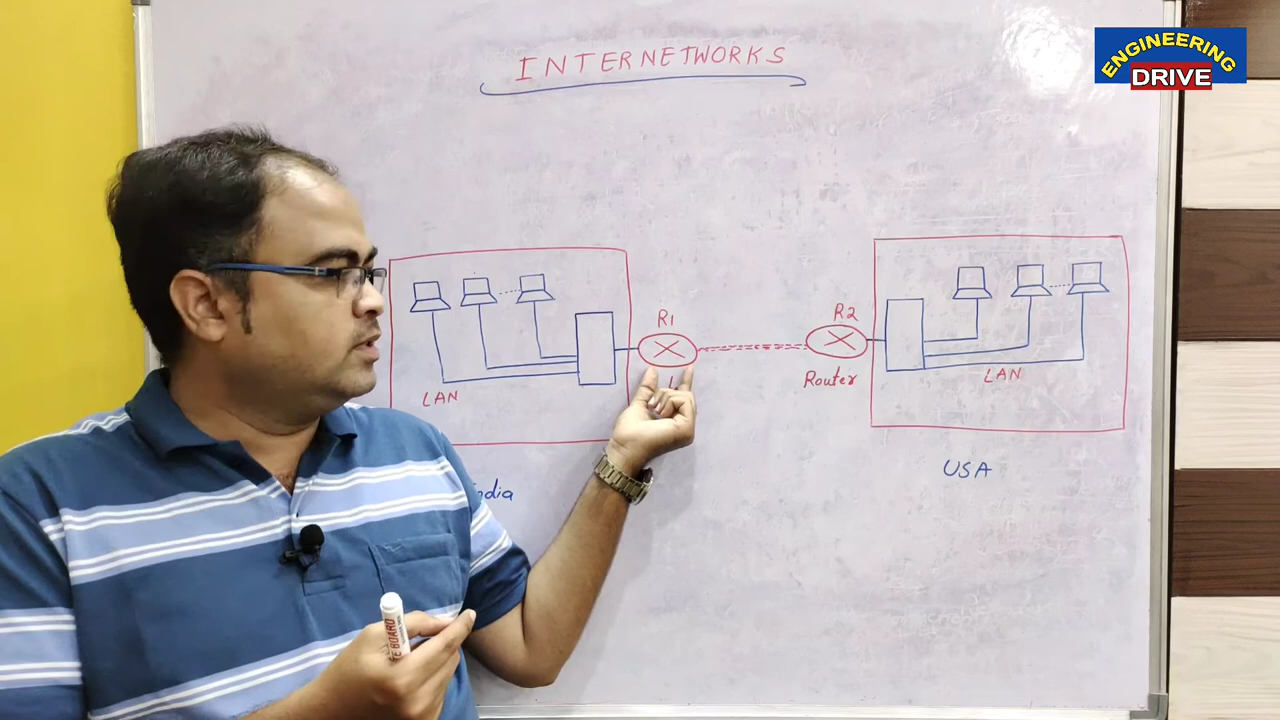 ENGINEERING
DRIVE
INTERNETWORKS
R1
R2
Router
LAN
LAN
USA